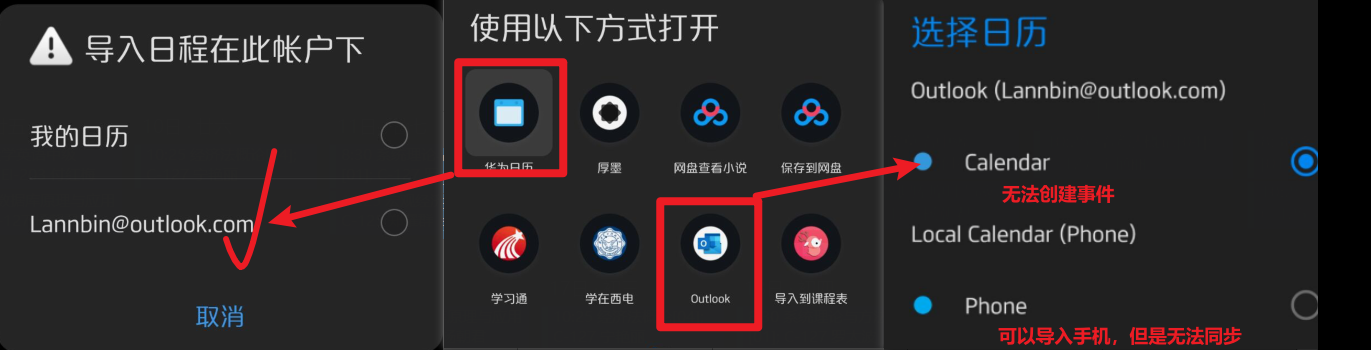 导入日程在此帐户下
我的日历
Lannbin@outlook.com
取消
使用以下方式打开
华为日历
厚墨
网盘查看小说
保存到网盘
学习通
学在西电
Outlook
导入到课程表
选择日历
Outlook (Lannbin@outlook.com)
Calendar
无法创建事件
Local Calendar (Phone)
Phone
可以导入手机，但是无法同步